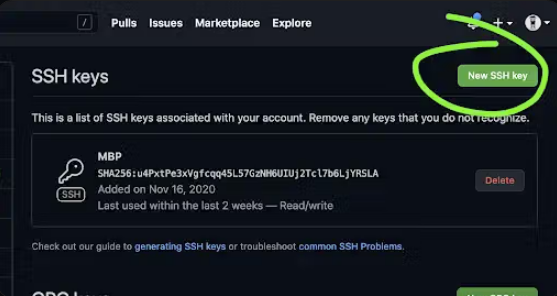 /
Pulls Issues Marketplace Explore
SSH keys
New SSH key
This is a list of SSH keys associated with your account. Remove any keys that you do not recognize.
MBP
SHA256:u4PxtPe3xVgfcqq45L57GzNH6UIUj2Tcl7b6LjYRSLA
SSH
Added on Nov 16, 2020
Last used within the last 2 weeks — Read/write
Delete
Check out our guide to generating SSH keys or troubleshoot common SSH Problems.